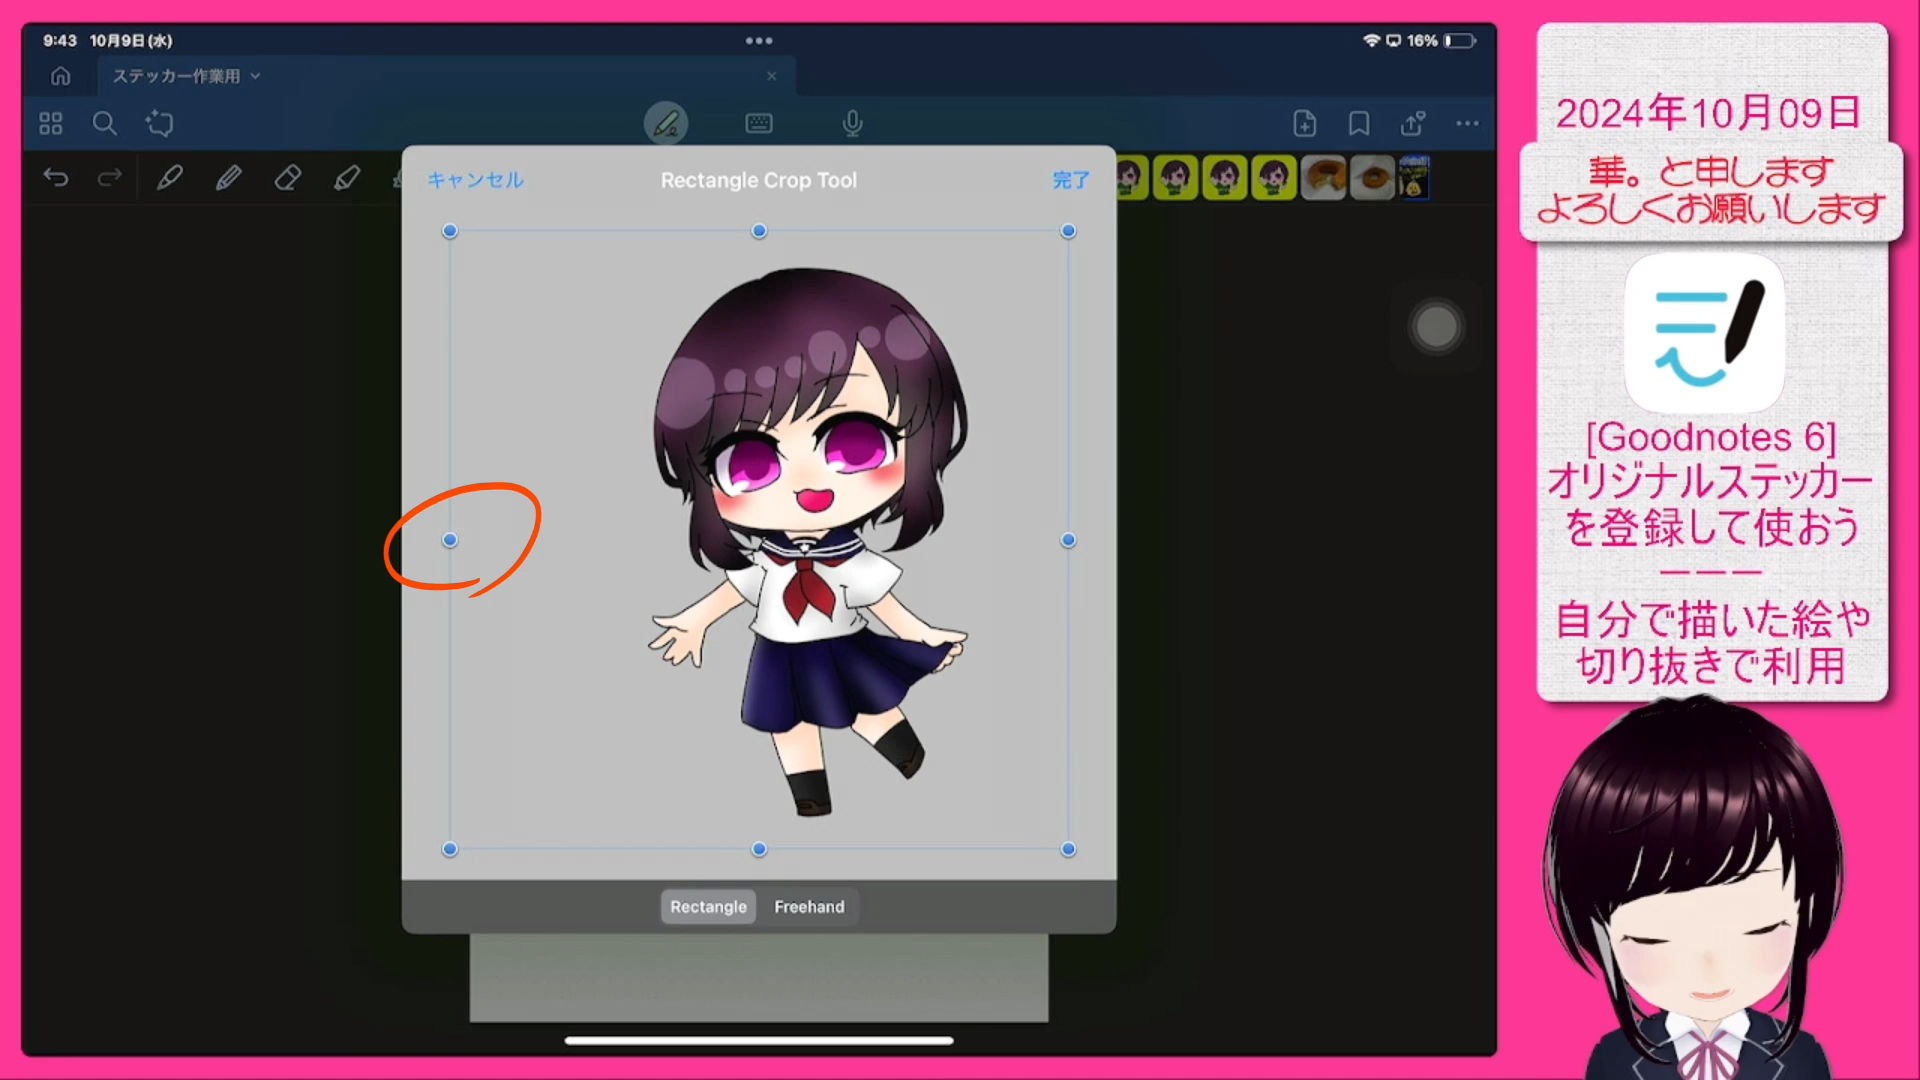 9:43 10月9日(水)
16%
ステッカー作業用
キャンセル
Rectangle Crop Tool
完了
Rectangle
Freehand
2024年10月09日
華。と申します
よろしくお願いします
[Goodnotes 6]
オリジナルステッカー
を登録して使おう
ーーー
自分で描いた絵や
切り抜きで利用